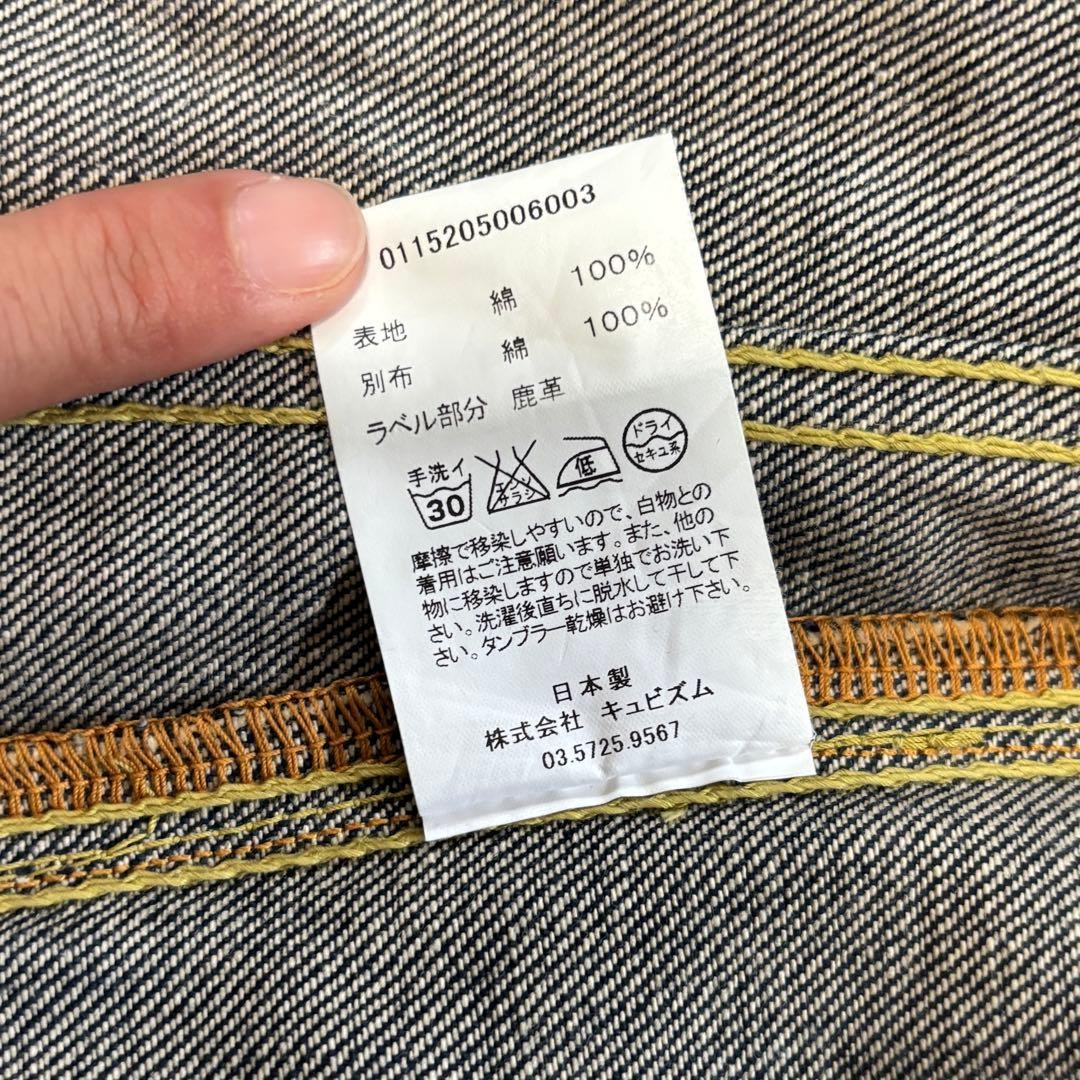 0115205006003
表地 綿 100%
別布 綿 100%
ラベル部分 鹿革
手洗イ
30
エンソ
サラシ
低
ドライ
セキユ系
摩擦で移染しやすいので、白物との
着用はご注意願います。また、他の
物に移染しますので単独でお洗い下
さい。洗濯後直ちに脱水して干して下
さい。タンブラー乾燥はお避け下さい。
日本製
株式会社 キュビズム
03.5725.9567